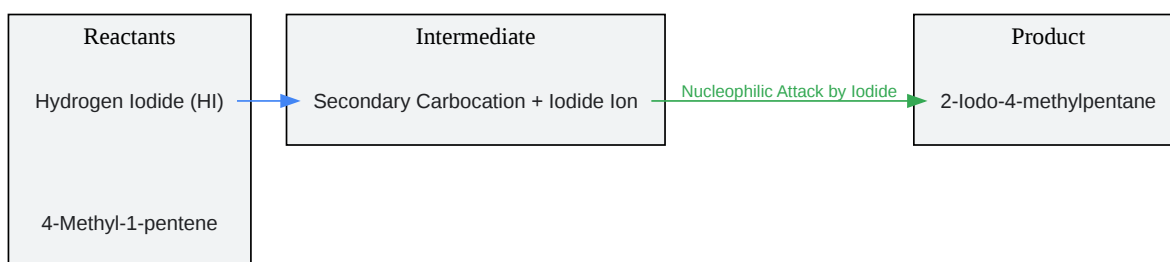 Reactants
Hydrogen Iodide (HI)
4-Methyl-1-pentene
Intermediate
Secondary Carbocation + Iodide Ion
Nucleophilic Attack by Iodide
Product
2-Iodo-4-methylpentane